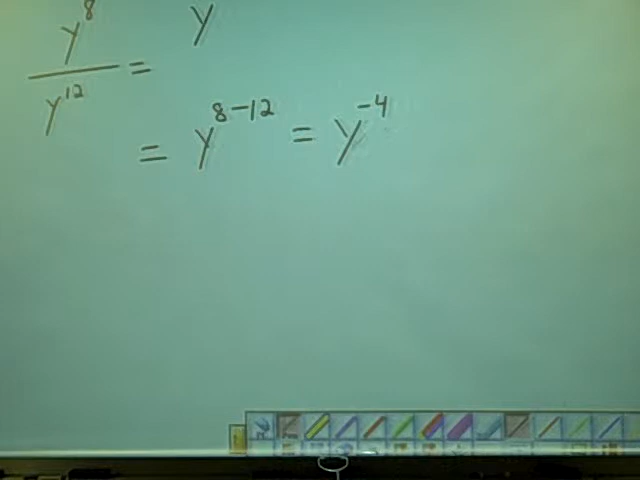 y^8 / y^12 = y
= y^{8-12} = y^{-4}